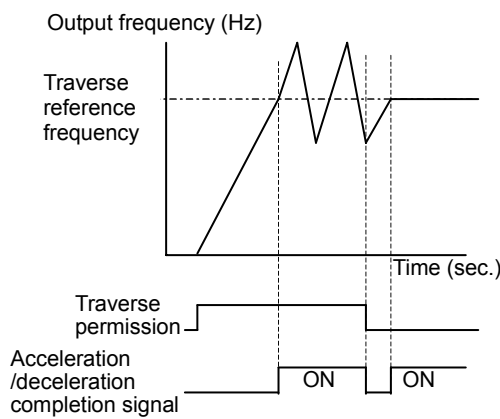 Output frequency (Hz)
Traverse
reference
frequency
Time (sec.)
Traverse
permission
Acceleration
/deceleration
completion signal
ON
ON